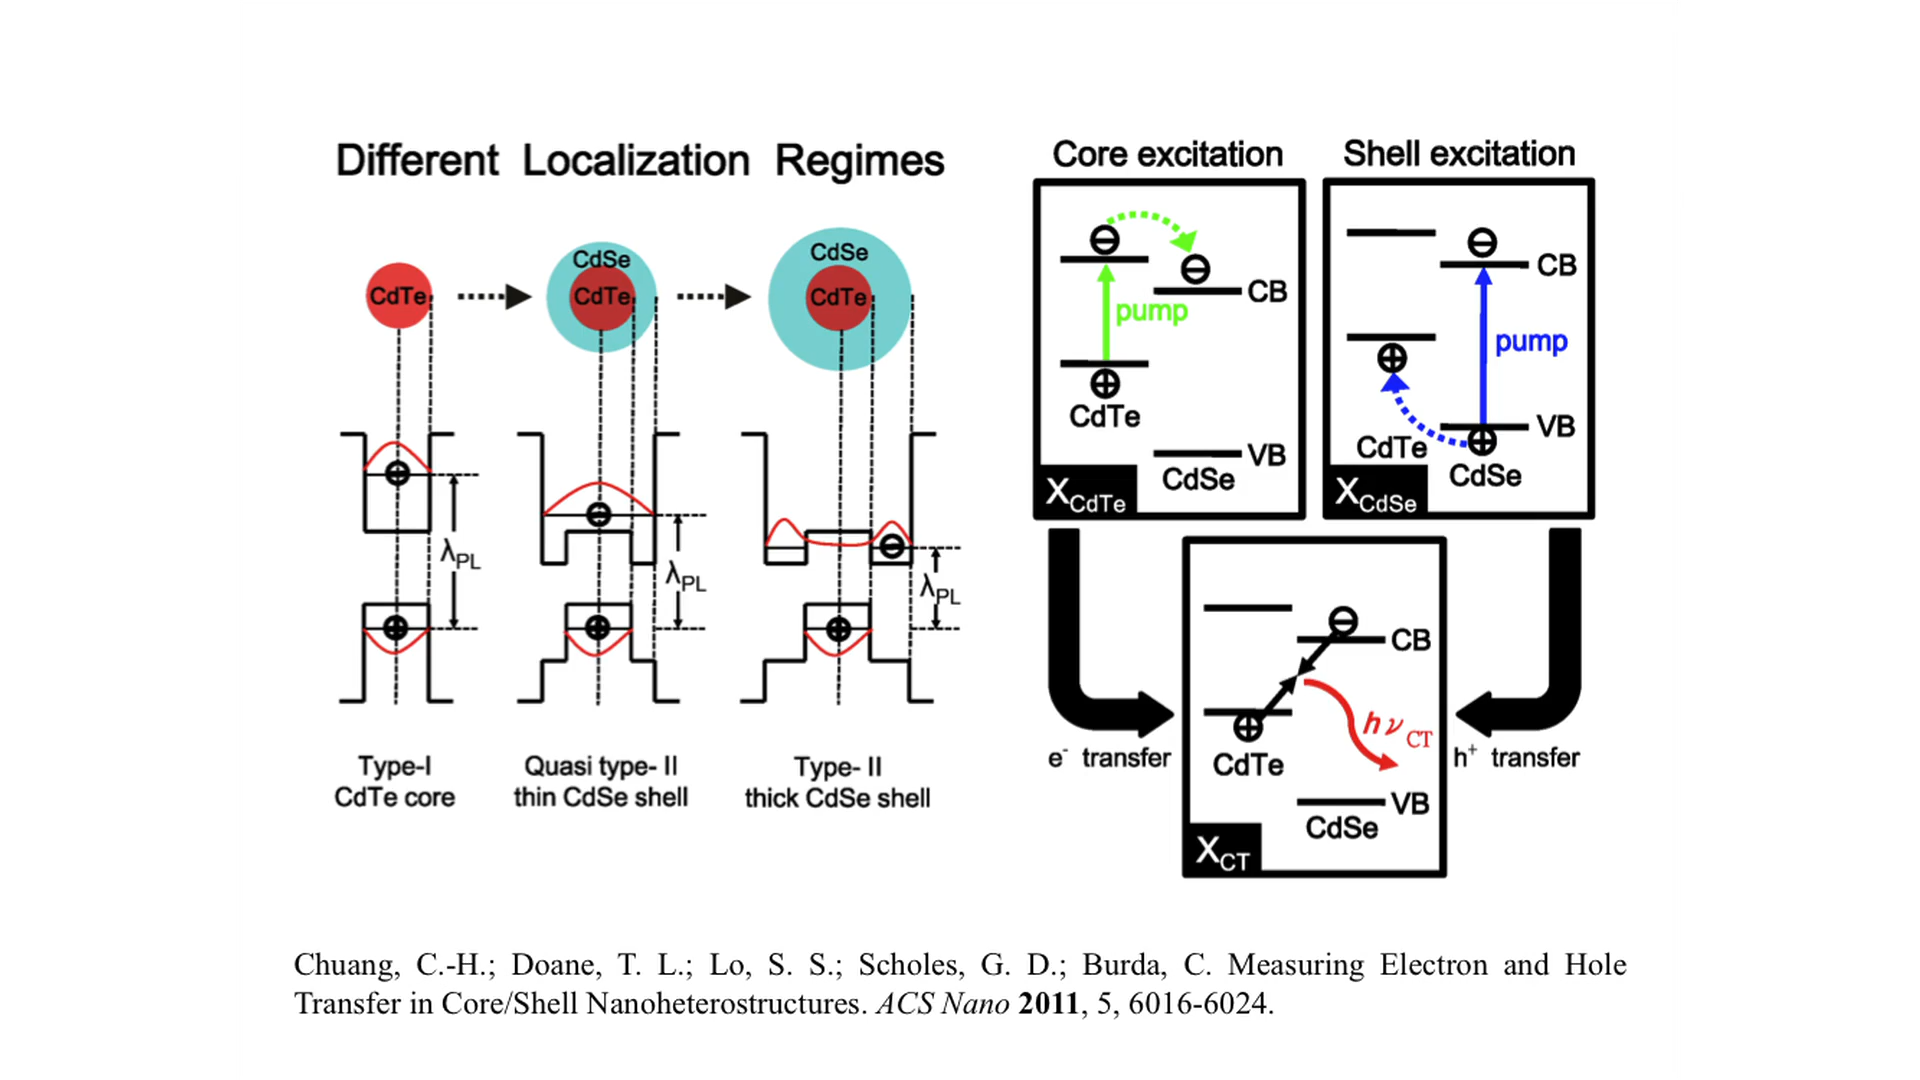 Different Localization Regimes
CdTe
CdSe
CdTe
CdSe
CdTe
λPL
λPL
λPL
Type-I
CdTe core
Quasi type- II
thin CdSe shell
Type- II
thick CdSe shell
Core excitation
pump
CB
CdTe
VB
CdSe
XCdTe
Shell excitation
CB
pump
VB
CdTe
CdSe
XCdSe
e- transfer
CB
hνCT
CdTe
VB
CdSe
XCT
h+ transfer
Chuang, C.-H.; Doane, T. L.; Lo, S. S.; Scholes, G. D.; Burda, C. Measuring Electron and Hole
Transfer in Core/Shell Nanoheterostructures. ACS Nano 2011, 5, 6016-6024.